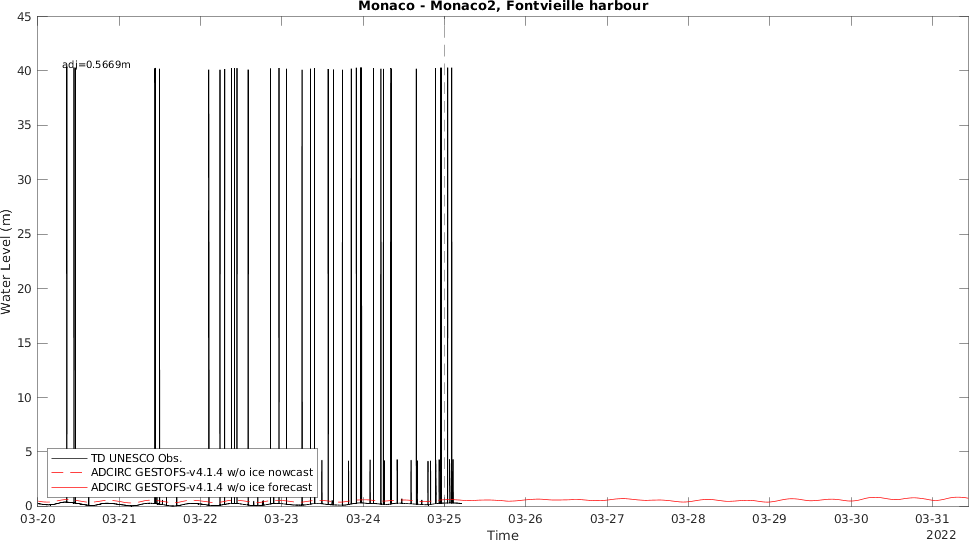 Monaco - Monaco2, Fontvieille harbour
adj=0.5669m
Water Level (m)
45
40
35
30
25
20
15
10
5
0
TD UNESCO Obs.
ADCIRC GESTOFS-v4.1.4 w/o ice nowcast
ADCIRC GESTOFS-v4.1.4 w/o ice forecast
03-20 03-21 03-22 03-23 03-24 03-25 03-26 03-27 03-28 03-29 03-30 03-31
Time
2022